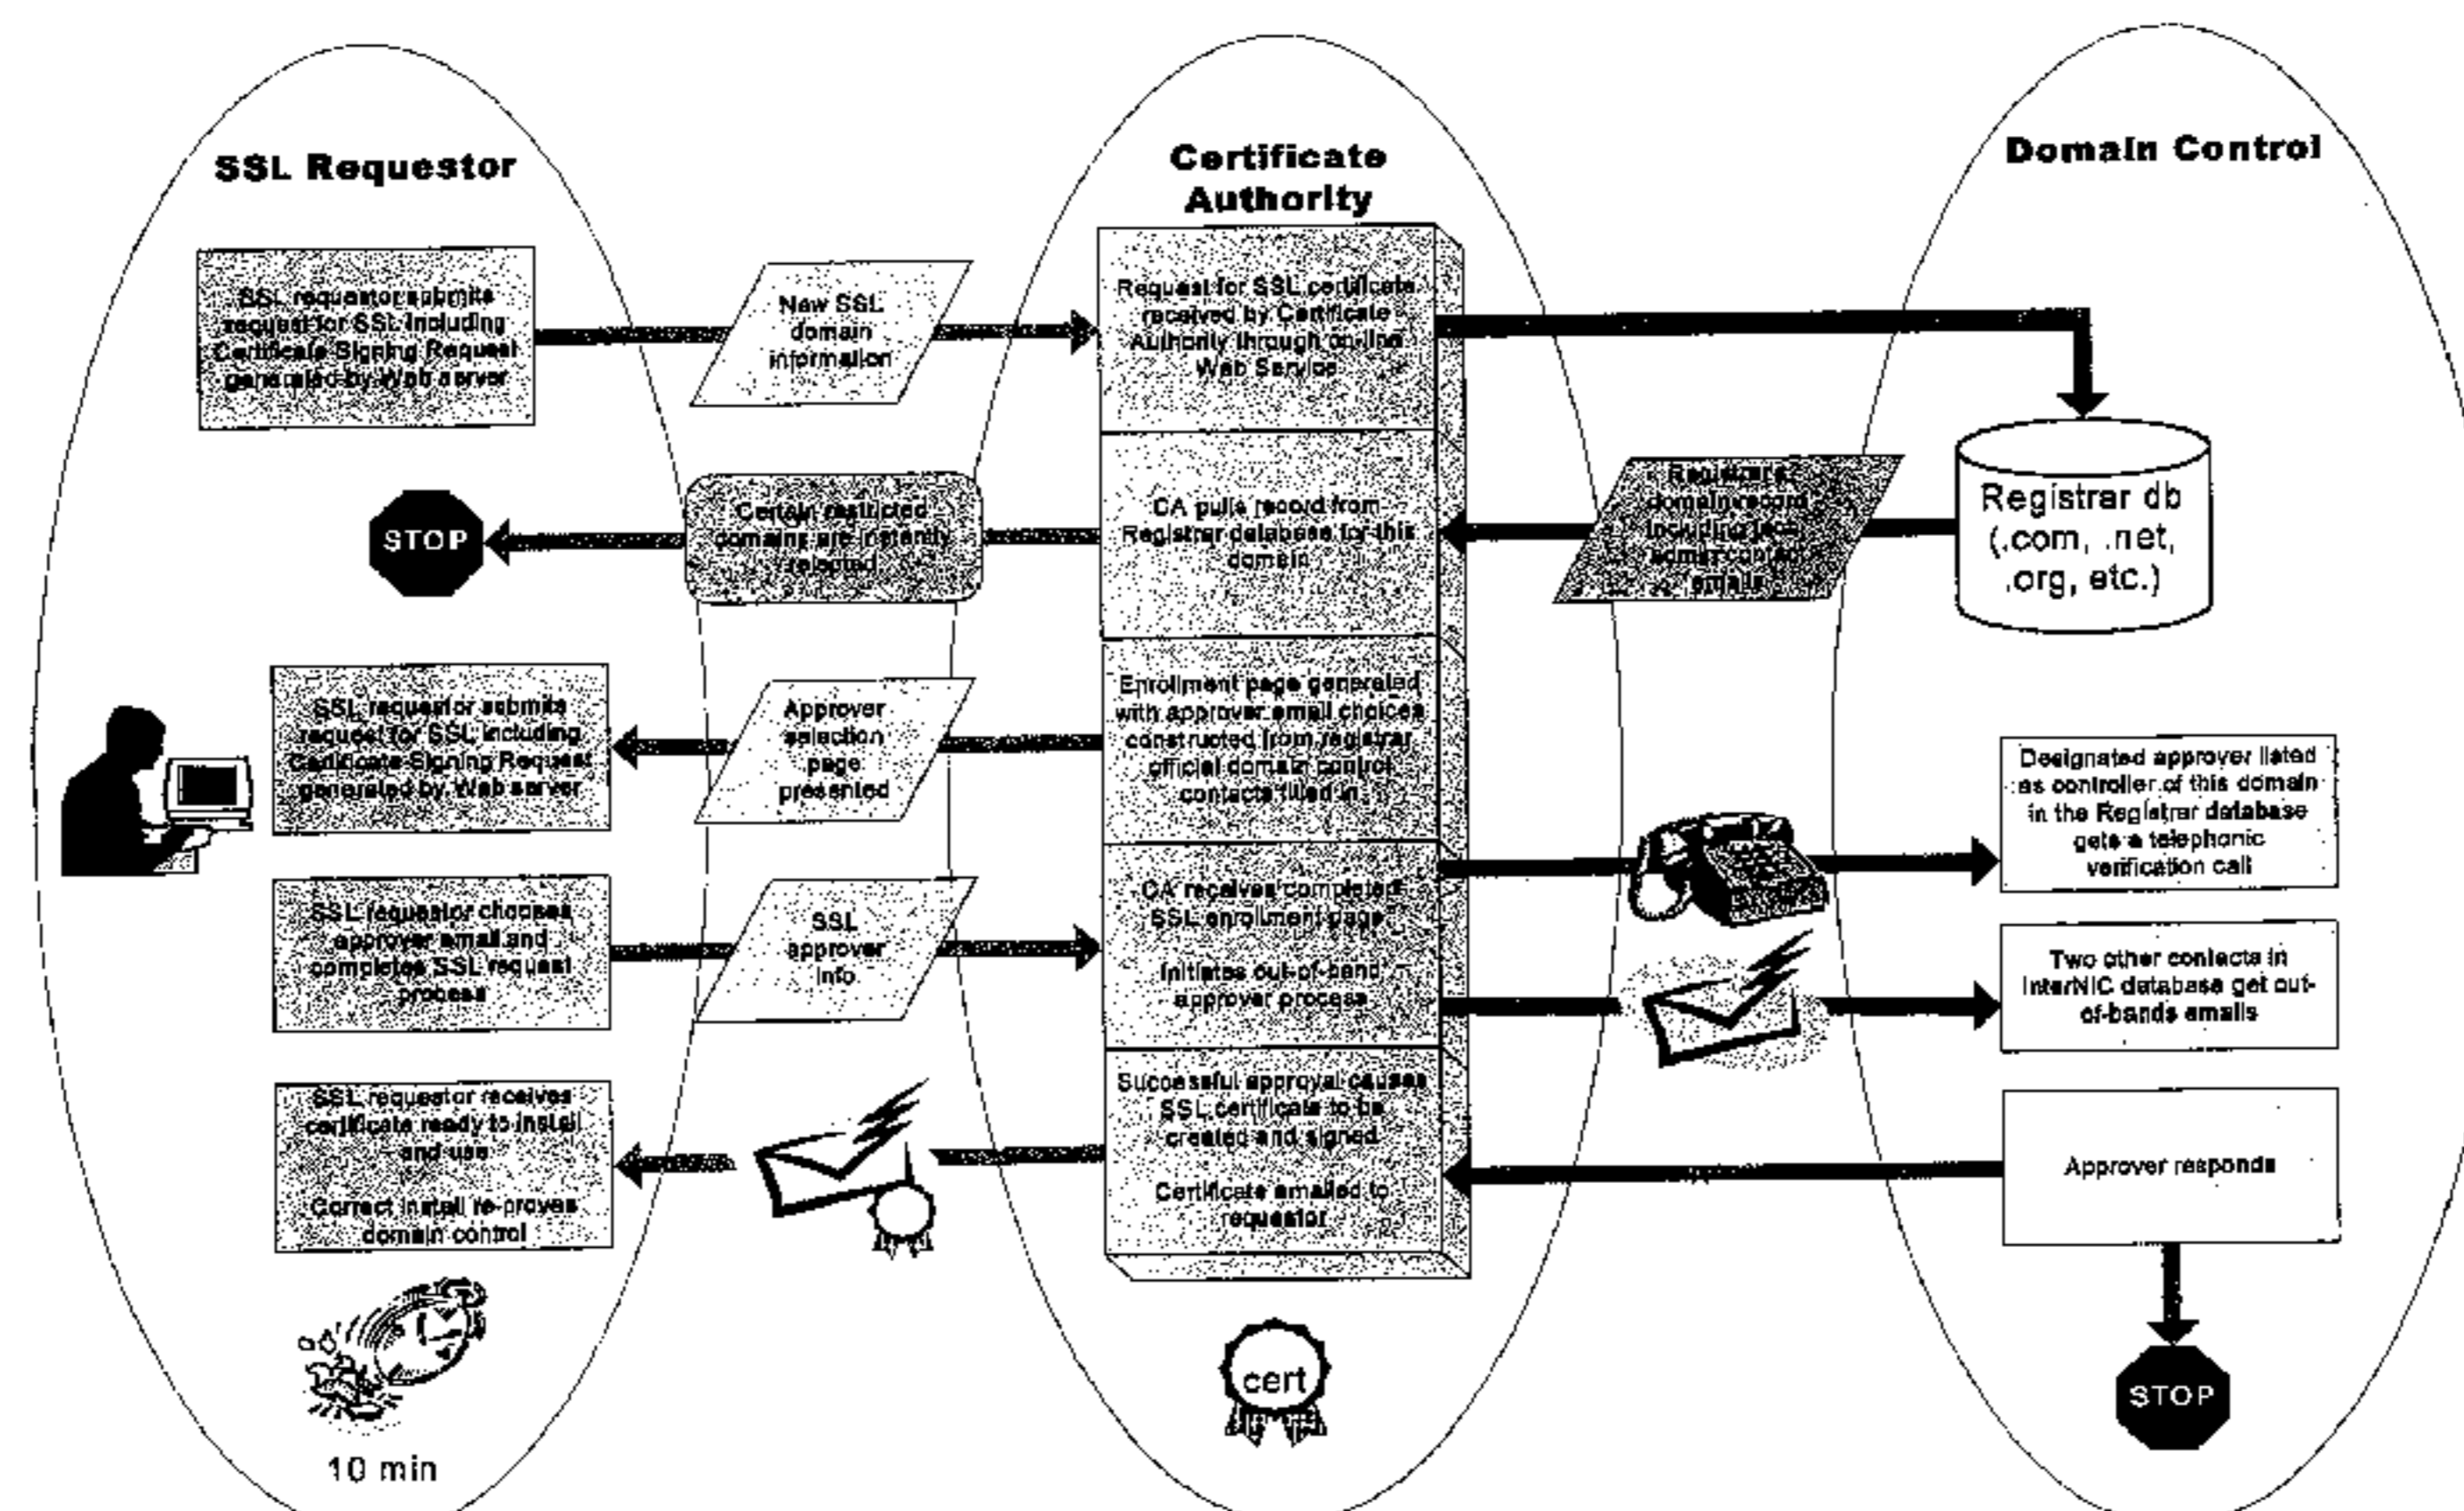 SSL Requestor
Certificate
Authority
Domain Control
SSL requestor submits
request for SSL including
Certificate Signing Request
generated by Web server
New SSL
domain
information
Request for SSL certificate
received by Certificate
Authority through on-line
Web Service
STOP
Certain restricted
domains are instantly
rejected
CA pulls record from
Registrar database for this
domain
Registrars'
domain record
including
admin contact
emails
Registrar db
(.com, .net,
.org, etc.)
SSL requestor submits
request for SSL including
Certificate Signing Request
generated by Web server
Approver
selection
page
presented
Enrollment page generated
with approver email choices
constructed from registrar
official domain control
contacts filled in
Designated approver listed
as controller of this domain
in the Registrar database
gets a telephonic
verification call
SSL requestor chooses
approver email and
completes SSL request
process
SSL
approver
info
CA receives completed
SSL enrollment page
Initiates out-of-band
approver process
Two other contacts in
InterNIC database get out-
of-bands emails
SSL requestor receives
certificate ready to install
and use
Correct install re-proves
domain control
Successful approval causes
SSL certificate to be
created and signed
Certificate emailed to
requestor
Approver responds
10 min
cert
STOP